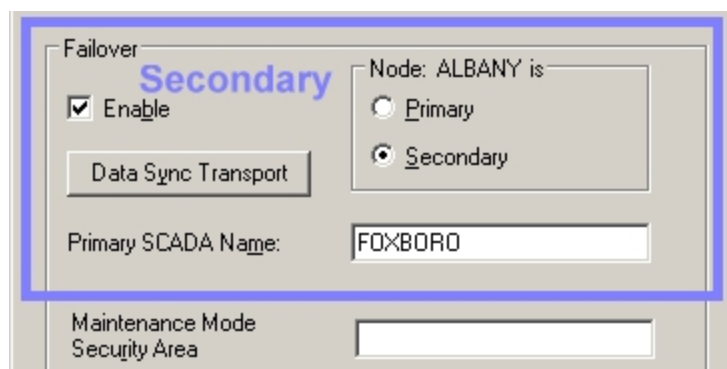 Failover
Secondary
Node: ALBANY is
Enable
Primary
Data Sync Transport
Secondary
Primary SCADA Name:
FOXBORO
Maintenance Mode
Security Area